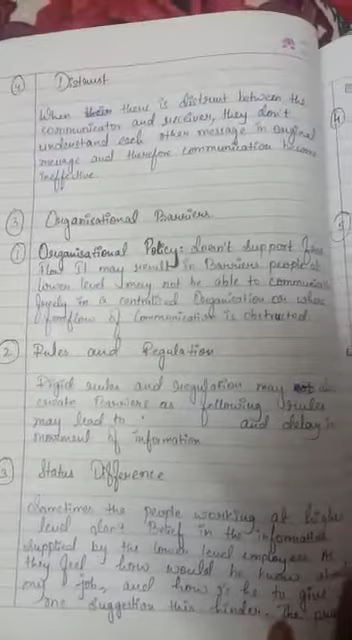 ④ Distrust
When their there is distrust between the
communicator and receiver, they don't
understand each other message in original
message and therefore communication become
ineffective
③ Organisational Barriers
① Organisational Policy: doesn't support free
flow it may result in Barriers people at
lower level may not be able to communicate
freely in a centralised Organisation or when
flow of communication is obstructed
② Rules and Regulation
Rigid rules and regulation may
create Barriers as following rules
may lead to and delay in
movement of information
③ Status Difference
Sometimes the people working at higher
level don't Belief in the information
supplied by the lower level employees As
they feel how would he know about
my job, and how is he to give
me suggestion this hinder. The